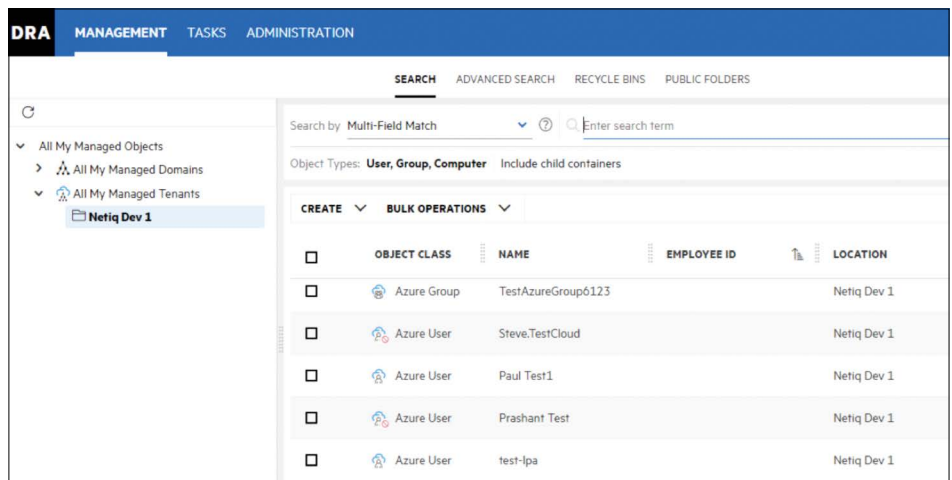 DRA MANAGEMENT TASKS ADMINISTRATION
SEARCH ADVANCED SEARCH RECYCLE BINS PUBLIC FOLDERS
All My Managed Objects
All My Managed Domains
All My Managed Tenants
Netiq Dev 1
Search by Multi-Field Match ? Enter search term
Object Types: User, Group, Computer Include child containers
CREATE BULK OPERATIONS
OBJECT CLASS NAME EMPLOYEE ID LOCATION
Azure Group TestAzureGroup6123 Netiq Dev 1
Azure User Steve.TestCloud Netiq Dev 1
Azure User Paul Test1 Netiq Dev 1
Azure User Prashant Test Netiq Dev 1
Azure User test-lpa Netiq Dev 1